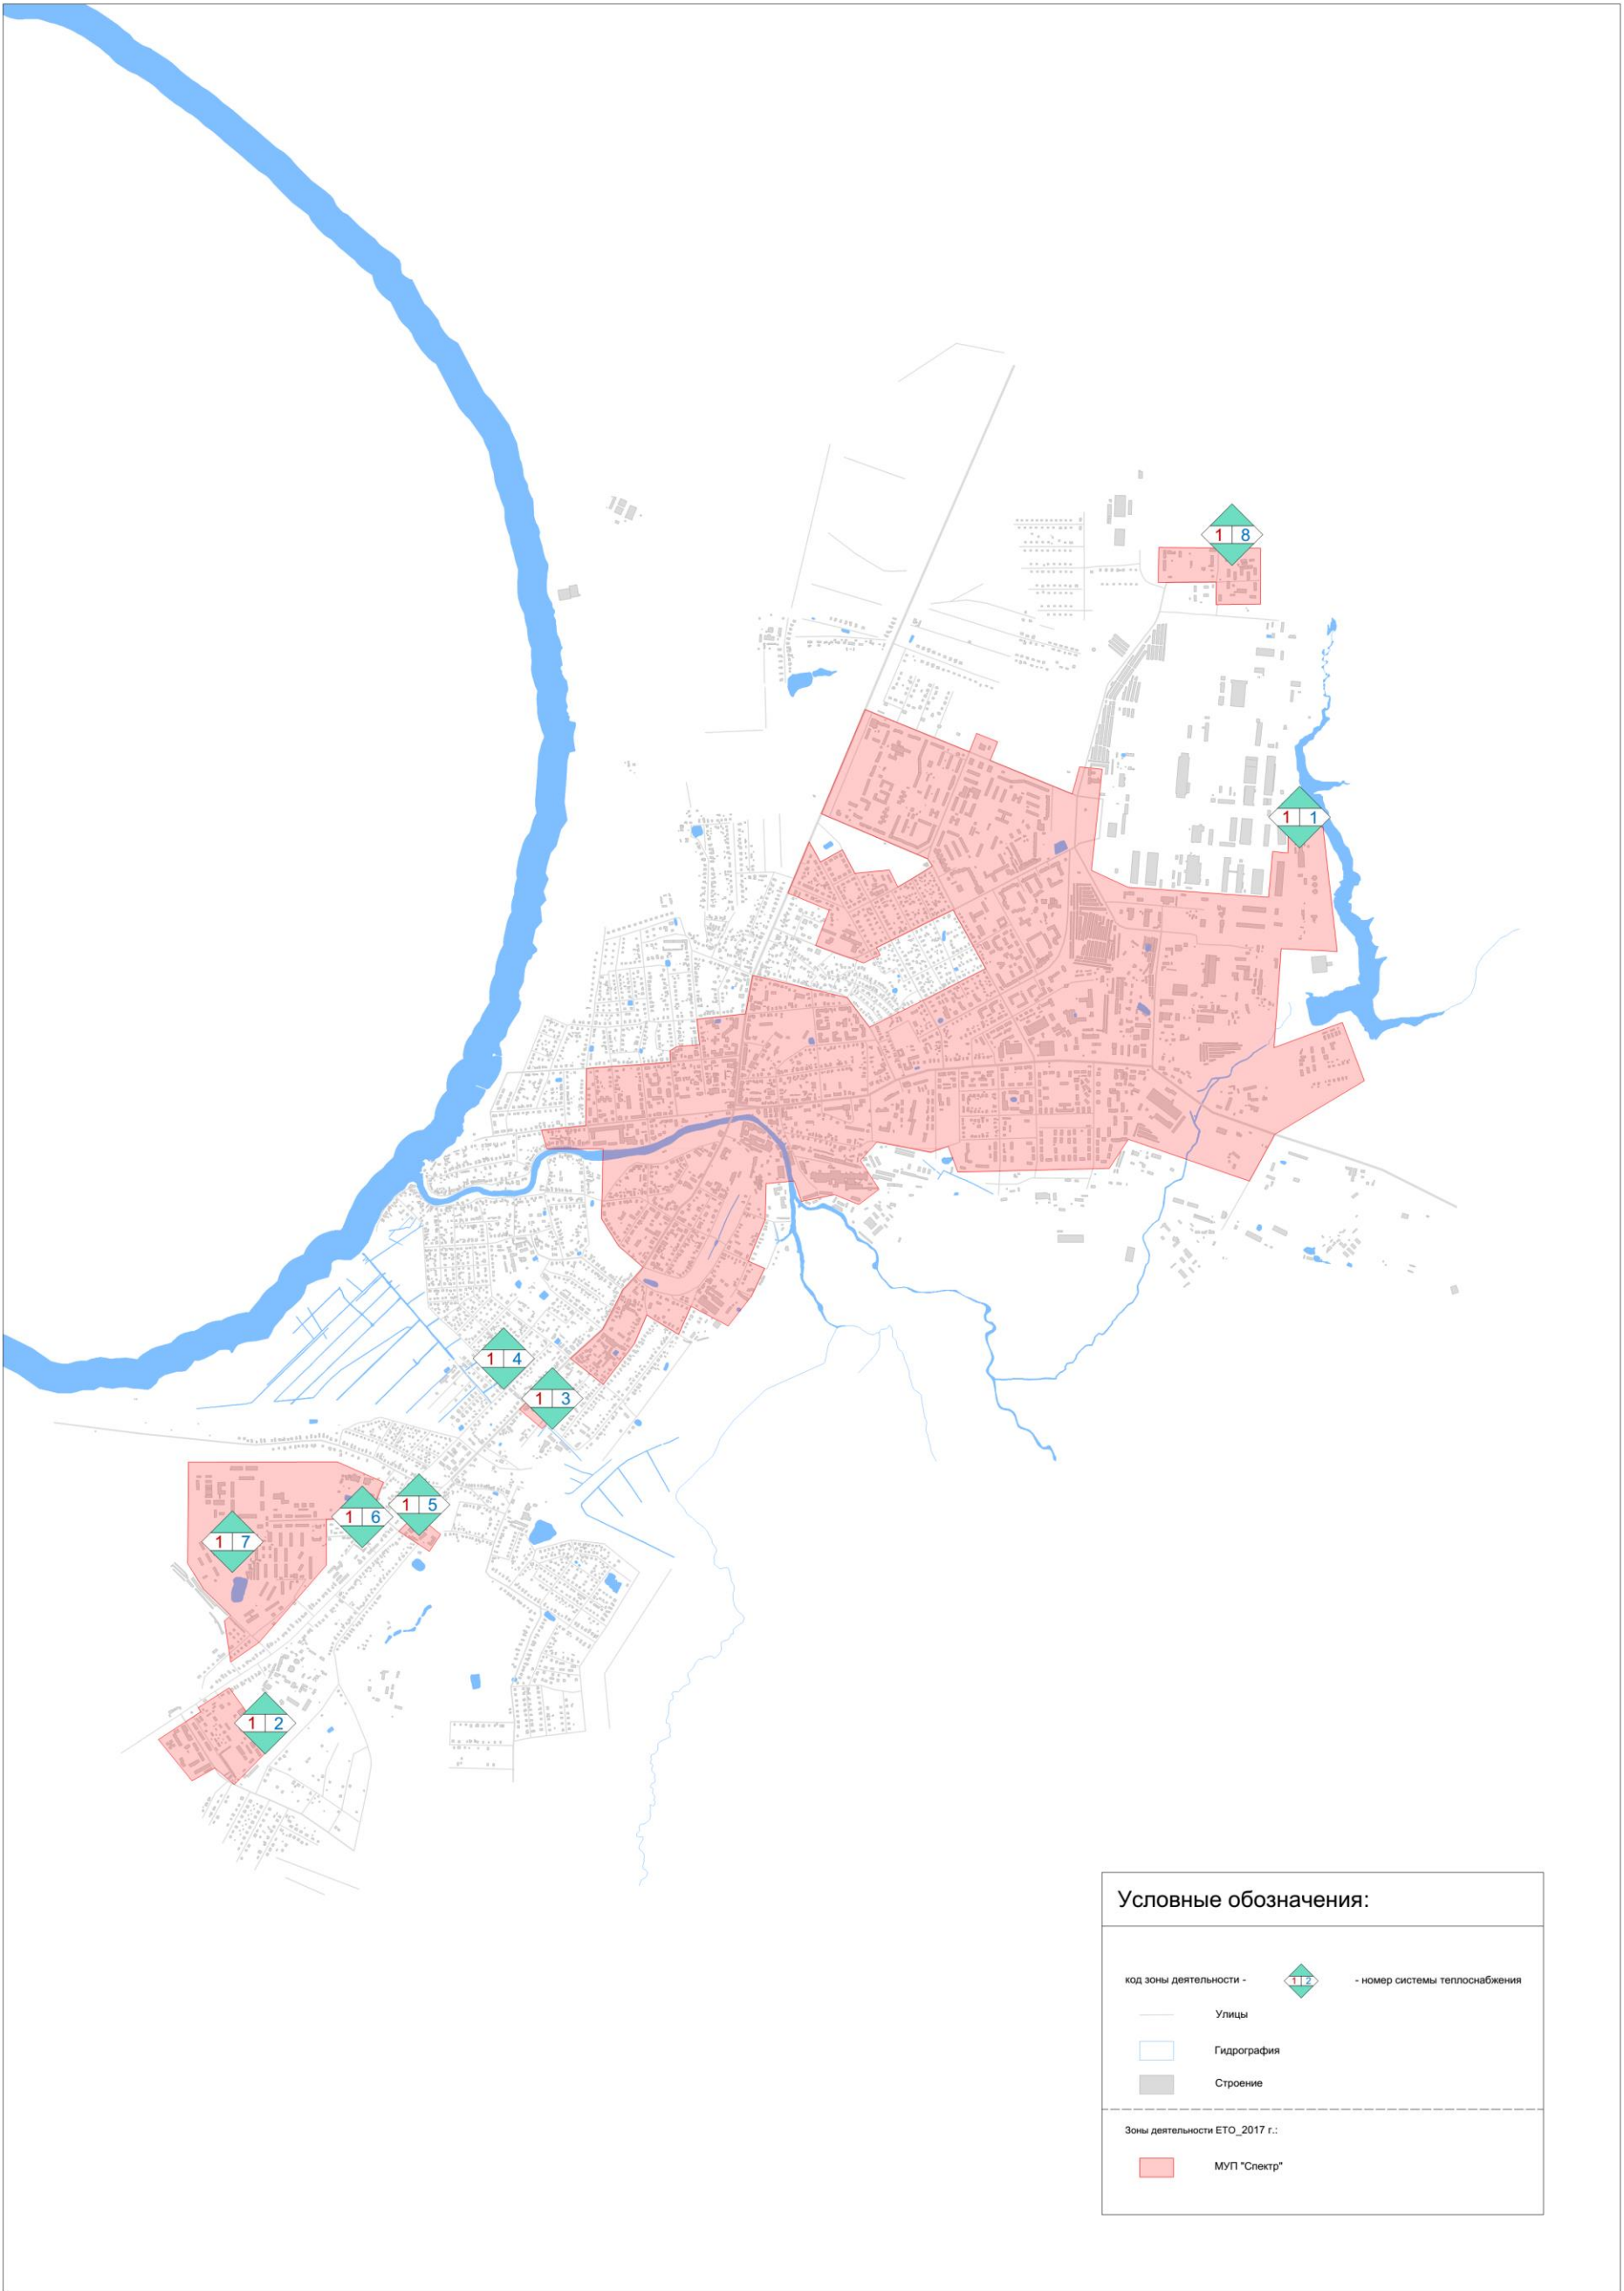 1 8
1 1
1 4
1 3
1 5
1 6
1 7
1 2
Условные обозначения:
код зоны деятельности - 1 2 - номер системы теплоснабжения
Улицы
Гидрография
Строение
Зоны деятельности ЕТО_2017 г.:
МУП "Спектр"